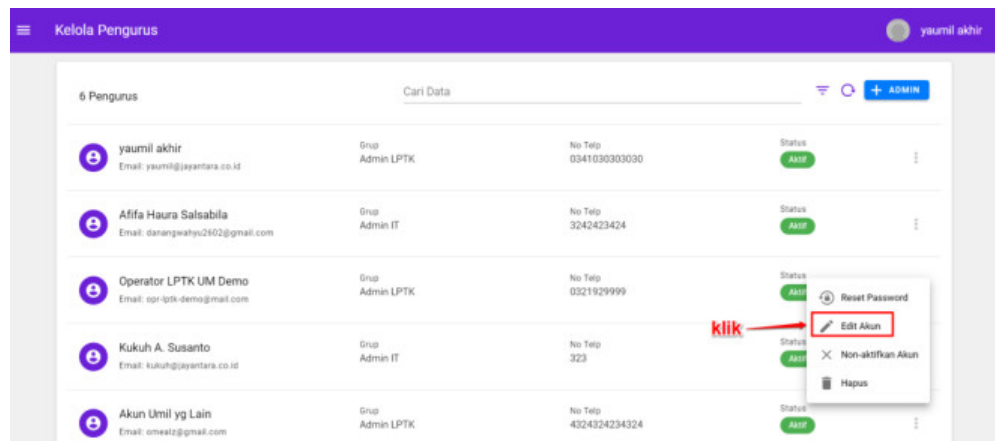 Kelola Pengurus
yaumil akhir
6 Pengurus
Cari Data
+ ADMIN
yaumil akhir
Email: yaumil@jayantara.co.id
Grup
Admin LPTK
No Telp
0341030303030
Status
Aktif
Afifa Haura Salsabila
Email: danangwahyu2602@gmail.com
Grup
Admin IT
No Telp
3242423424
Status
Aktif
Operator LPTK UM Demo
Email: opr-lptk-demo@mail.com
Grup
Admin LPTK
No Telp
0321929999
Status
Aktif
Kukuh A. Susanto
Email: kukuh@jayantara.co.id
Grup
Admin IT
No Telp
323
Status
Aktif
Akun Umil yg Lain
Email: omealz@gmail.com
Grup
Admin LPTK
No Telp
4324324234324
Status
Aktif
klik
Reset Password
Edit Akun
Non-aktifkan Akun
Hapus